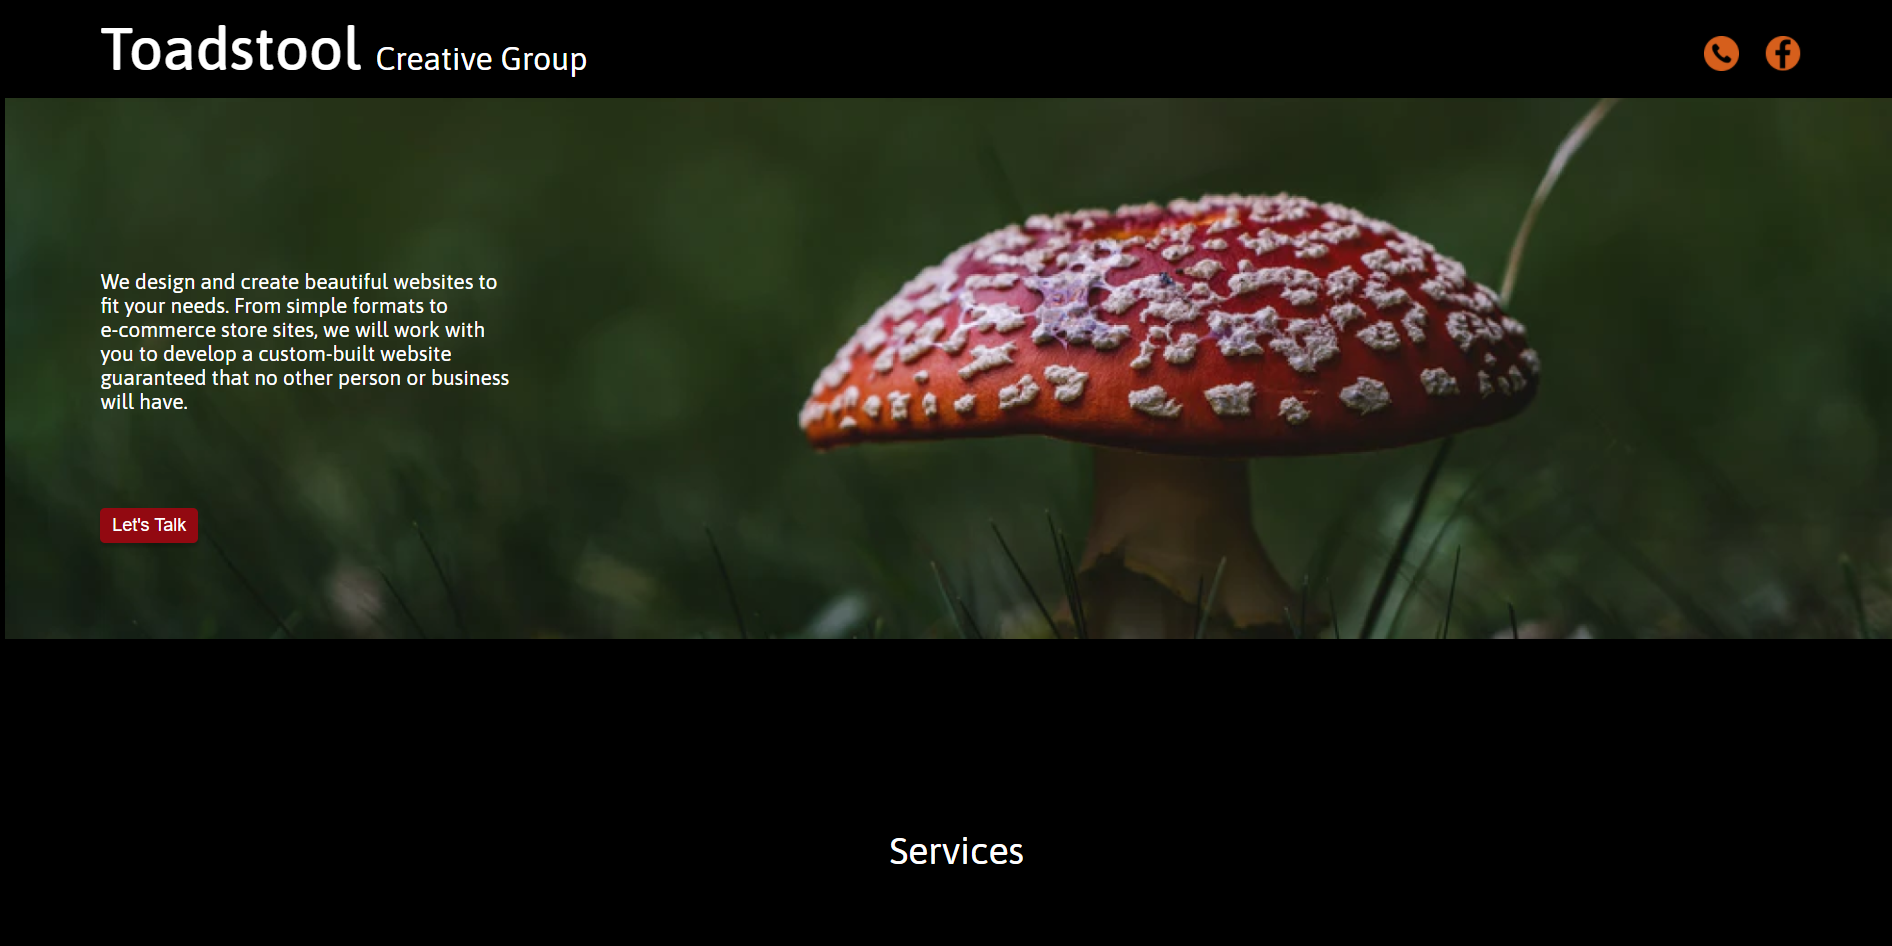 Toadstool Creative Group
We design and create beautiful websites to
fit your needs. From simple formats to
e-commerce store sites, we will work with
you to develop a custom-built website
guaranteed that no other person or business
will have.
Let's Talk
Services